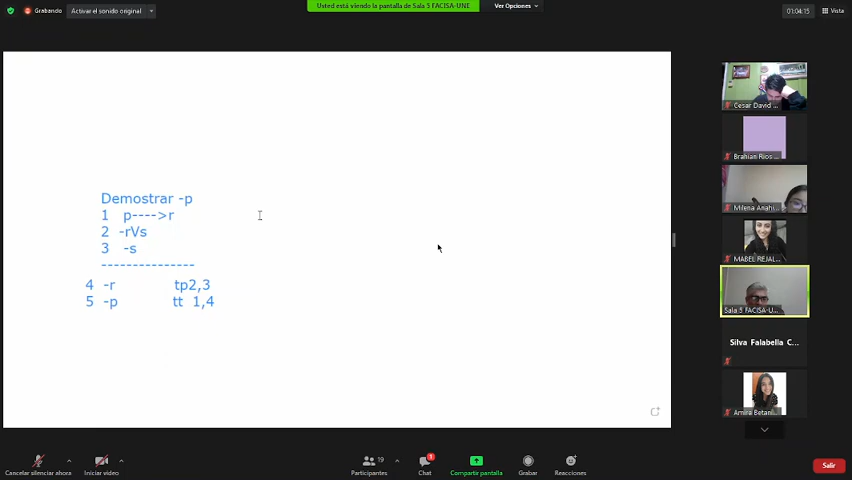 Grabando
Activar el sonido original
Usted está viendo la pantalla de Sala 5 FACISA-UNE
Ver Opciones
01:04:15
Vista
Demostrar -p
1 p---->r
2 -rVs
3 -s
---------------
4 -r tp2,3
5 -p tt 1,4
Cesar David ...
Brahian Rios ...
Milena Anahi...
MABEL REJAL...
Sala 5 FACISA-U...
Silva Falabella C...
Amira Betani...
Cancelar silenciar ahora
Iniciar video
Participantes
19
Chat
1
Compartir pantalla
Grabar
Reacciones
Salir